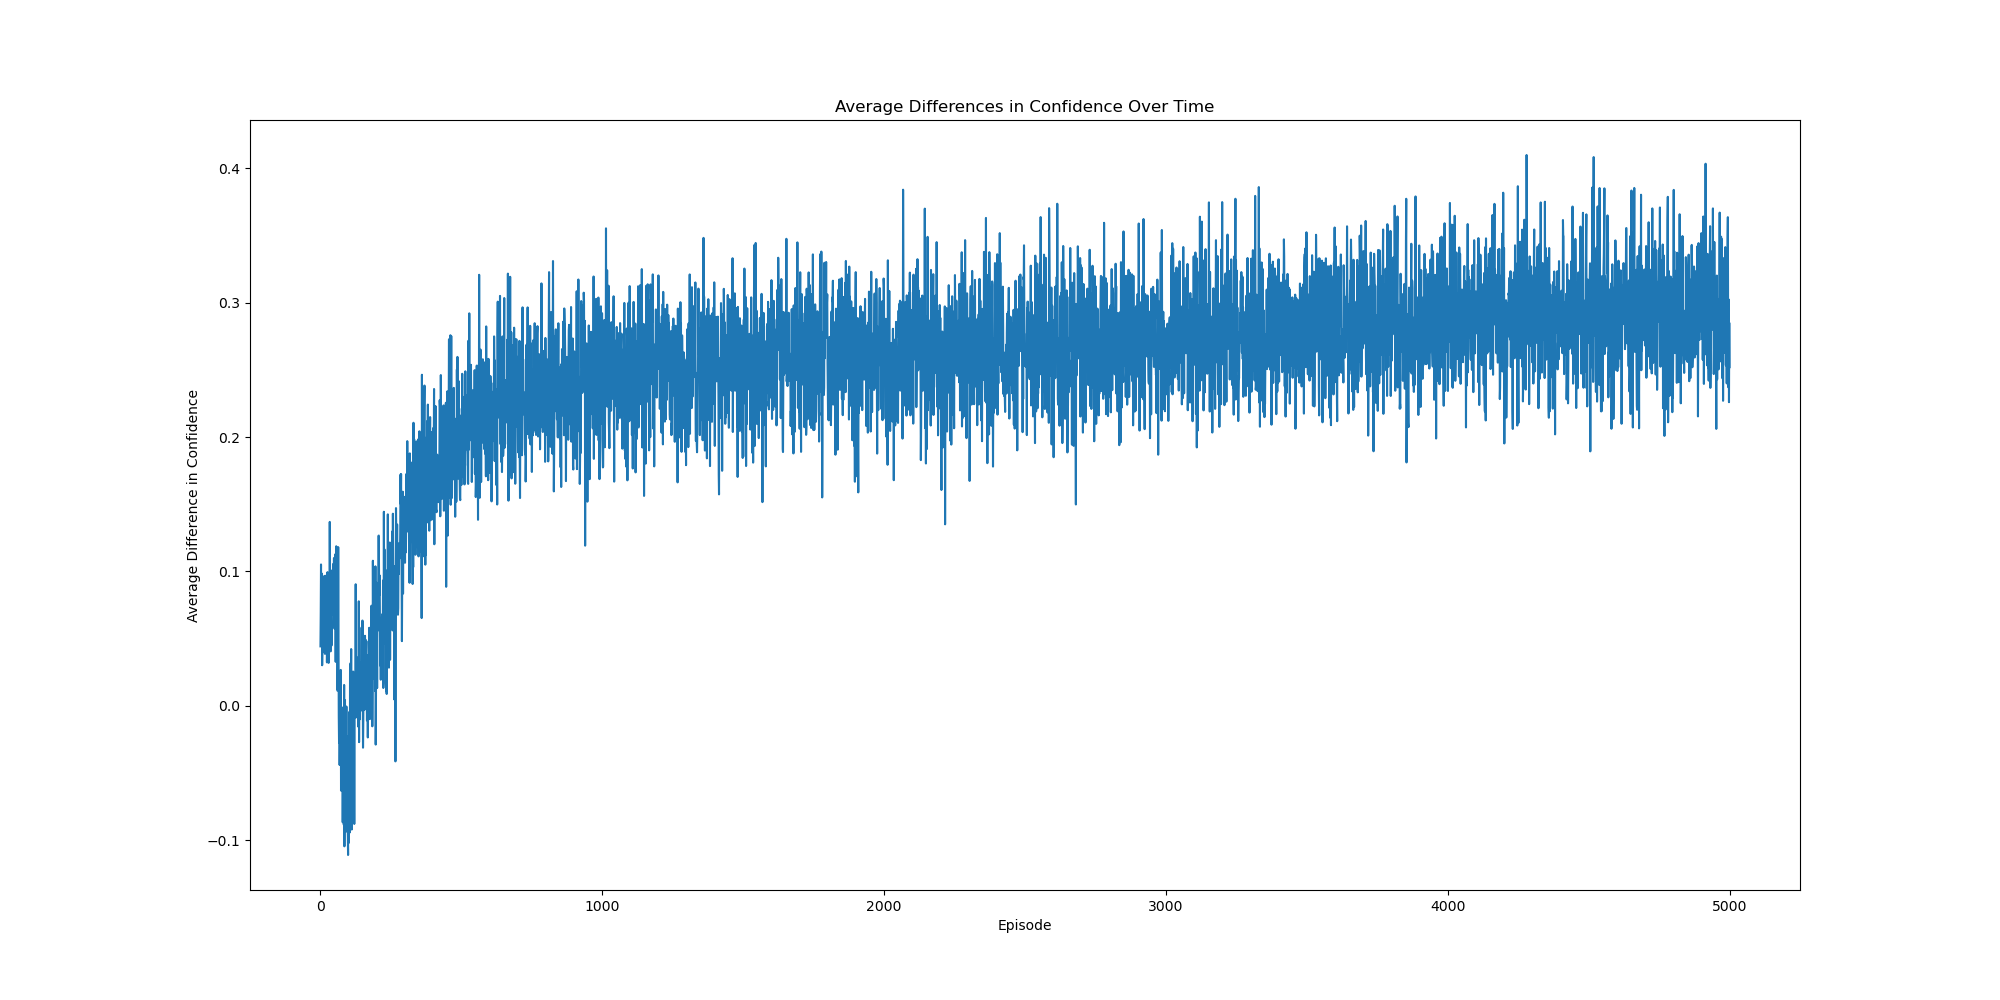 Average Differences in Confidence Over Time
Average Difference in Confidence
0.4
0.3
0.2
0.1
0.0
−0.1
0 1000 2000 3000 4000 5000
Episode